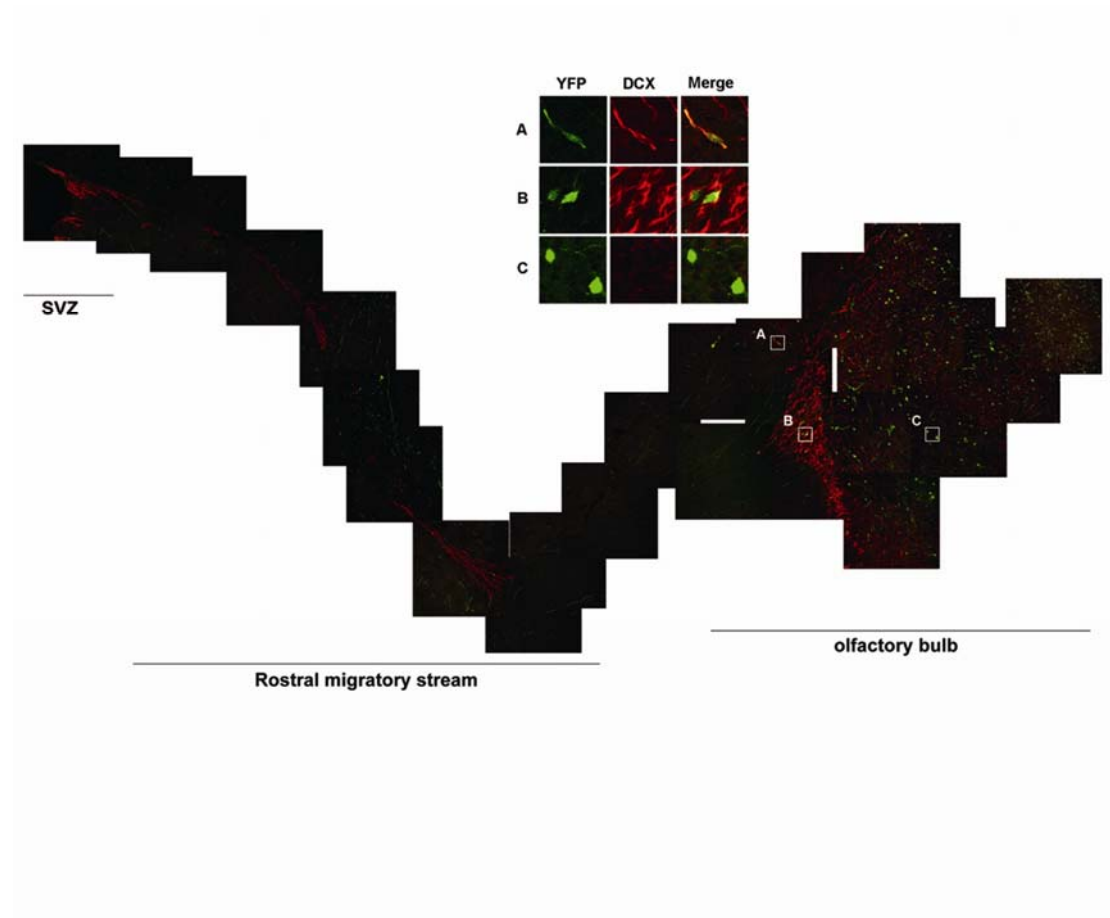 YFP DCX Merge
A
B
C
SVZ
A
B
C
olfactory bulb
Rostral migratory stream